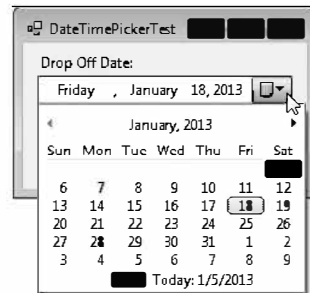 DateTimePickerTest
Drop Off Date:
Friday , January 18, 2013
January, 2013
Sun Mon Tue Wed Thu Fri Sat
6 7 8 9 10 11 12
13 14 15 16 17 18 19
20 21 22 23 24 25 26
27 28 29 30 31 1 2
3 4 5 6 7 8 9
Today: 1/5/2013